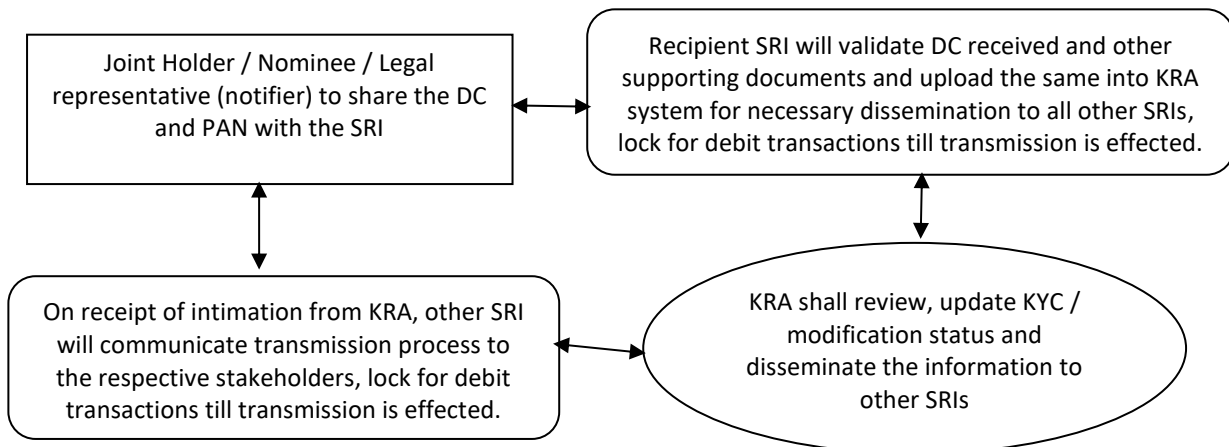 Joint Holder / Nominee / Legal
representative (notifier) to share the DC
and PAN with the SRI
Recipient SRI will validate DC received and other
supporting documents and upload the same into KRA
system for necessary dissemination to all other SRIs,
lock for debit transactions till transmission is effected.
On receipt of intimation from KRA, other SRI
will communicate transmission process to
the respective stakeholders, lock for debit
transactions till transmission is effected.
KRA shall review, update KYC /
modification status and
disseminate the information to
other SRIs